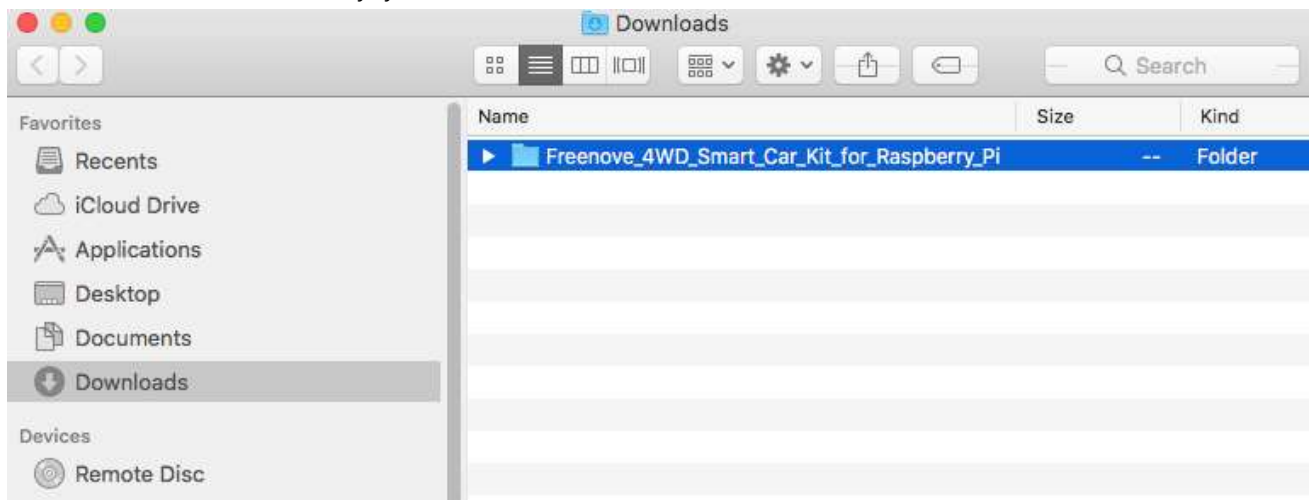 Downloads
Search
Favorites
Recents
iCloud Drive
Applications
Desktop
Documents
Downloads
Devices
Remote Disc
Name Size Kind
Freenove_4WD_Smart_Car_Kit_for_Raspberry_Pi -- Folder